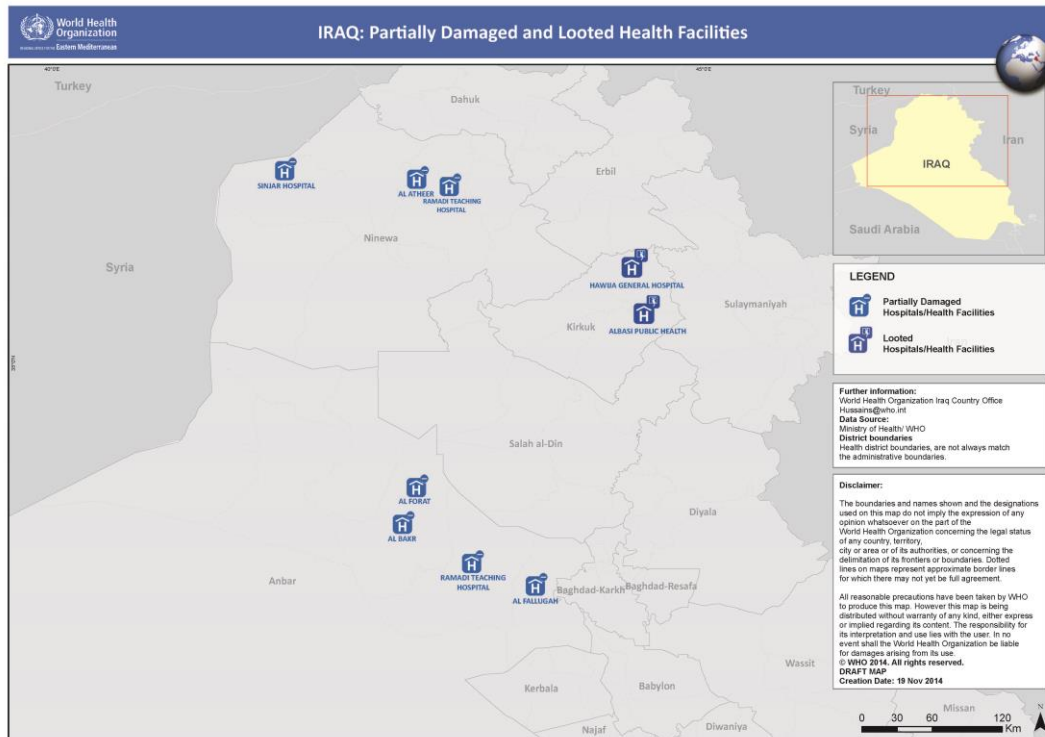 World Health
Organization
REGIONAL OFFICE FOR THE Eastern Mediterranean
IRAQ: Partially Damaged and Looted Health Facilities
40°0'E
45°0'E
Turkey
Dahuk
SINJAR HOSPITAL
AL ATHEER
RAMADI TEACHING
HOSPITAL
Erbil
Ninewa
Syria
HAWIJA GENERAL HOSPITAL
Sulaymaniyah
Kirkuk
ALBASI PUBLIC HEALTH
Salah al-Din
AL FORAT
AL BAKR
Diyala
RAMADI TEACHING
HOSPITAL
Anbar
AL FALLUGAH
Baghdad-Karkh
Baghdad-Resafa
Wassit
Kerbala
Babylon
Najaf
Diwaniya
Missan
Turkey
Syria
Iran
IRAQ
Saudi Arabia
LEGEND
Partially Damaged
Hospitals/Health Facilities
Looted
Hospitals/Health Facilities
Iran
Further information:
World Health Organization Iraq Country Office
Hussains@who.int
Data Source:
Ministry of Health/ WHO
District boundaries
Health district boundaries, are not always match
the administrative boundaries.
Disclaimer:
The boundaries and names shown and the designations
used on this map do not imply the expression of any
opinion whatsoever on the part of the
World Health Organization concerning the legal status
of any country, territory,
city or area or of its authorities, or concerning the
delimitation of its frontiers or boundaries. Dotted
lines on maps represent approximate border lines
for which there may not yet be full agreement.
All reasonable precautions have been taken by WHO
to produce this map. However this map is being
distributed without warranty of any kind, either express
or implied regarding its content. The responsibility for
its interpretation and use lies with the user. In no
event shall the World Health Organization be liable
for damages arising from its use.
© WHO 2014. All rights reserved.
DRAFT MAP
Creation Date: 19 Nov 2014
0 30 60 120
Km
N